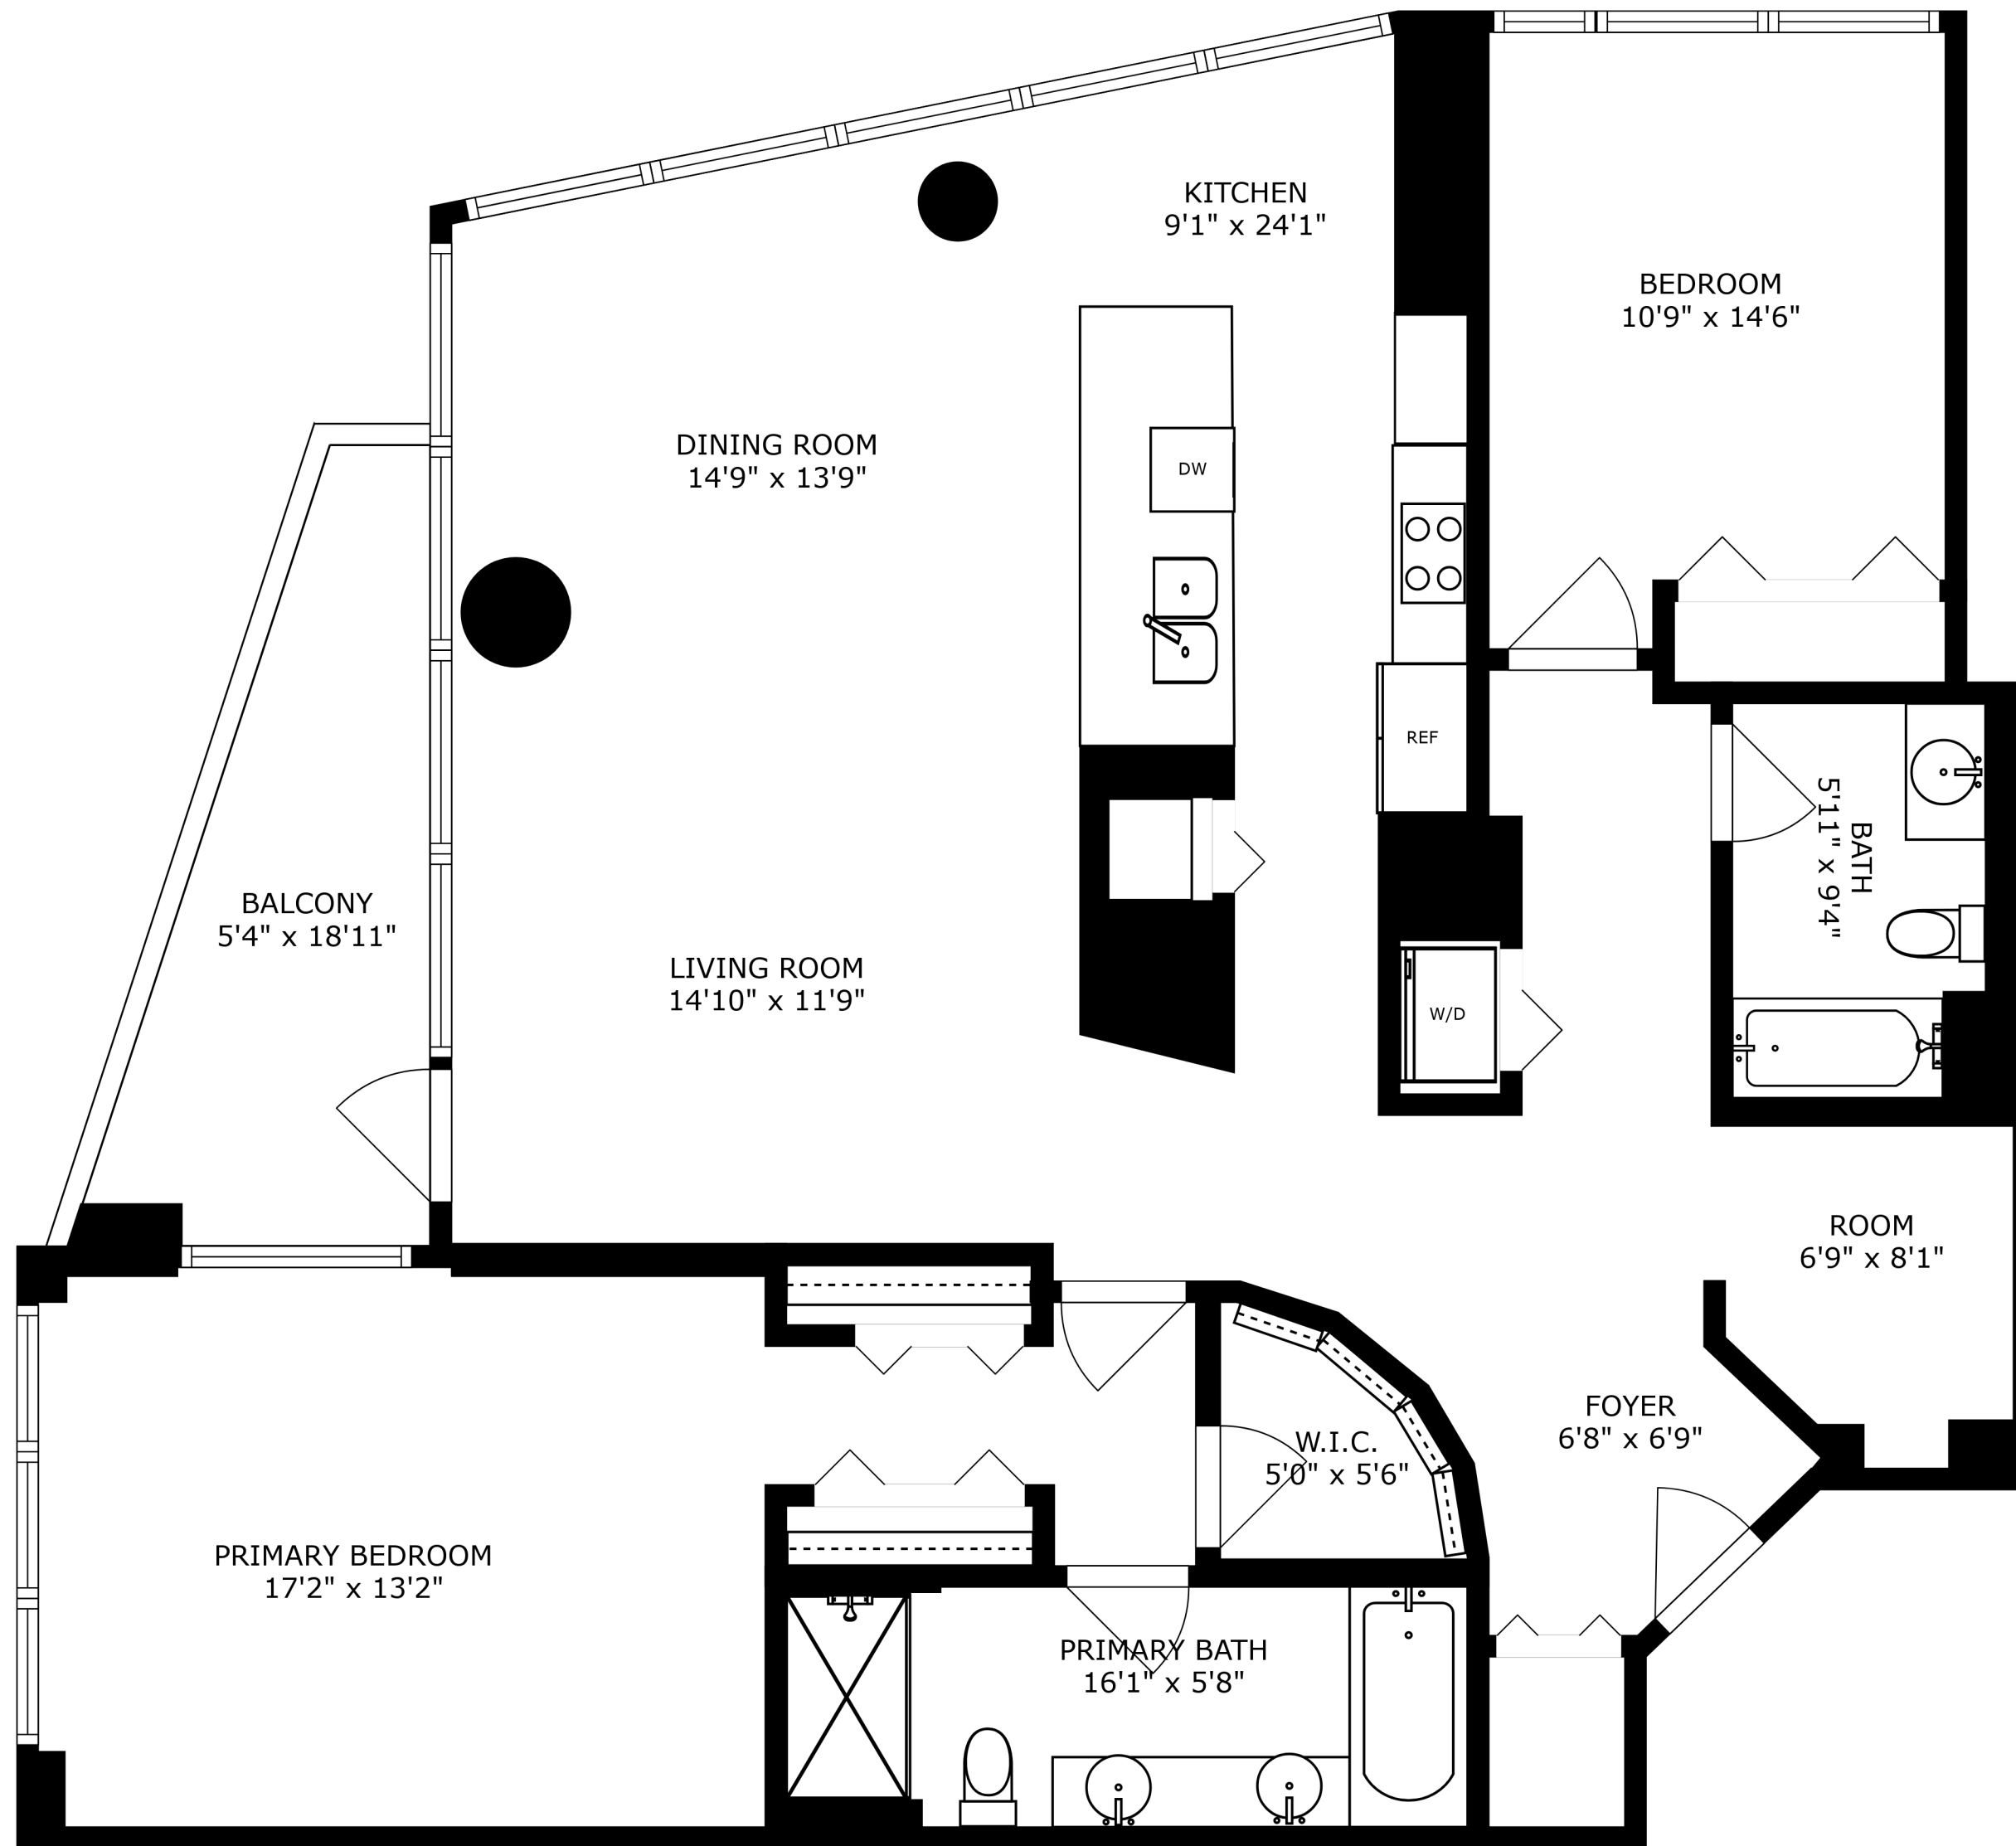 KITCHEN
9'1" x 24'1"
BEDROOM
10'9" x 14'6"
DINING ROOM
14'9" x 13'9"
DW
REF
BATH
5'11" x 9'4"
BALCONY
5'4" x 18'11"
LIVING ROOM
14'10" x 11'9"
W/D
ROOM
6'9" x 8'1"
FOYER
6'8" x 6'9"
W.I.C.
5'0" x 5'6"
PRIMARY BEDROOM
17'2" x 13'2"
PRIMARY BATH
16'1" x 5'8"